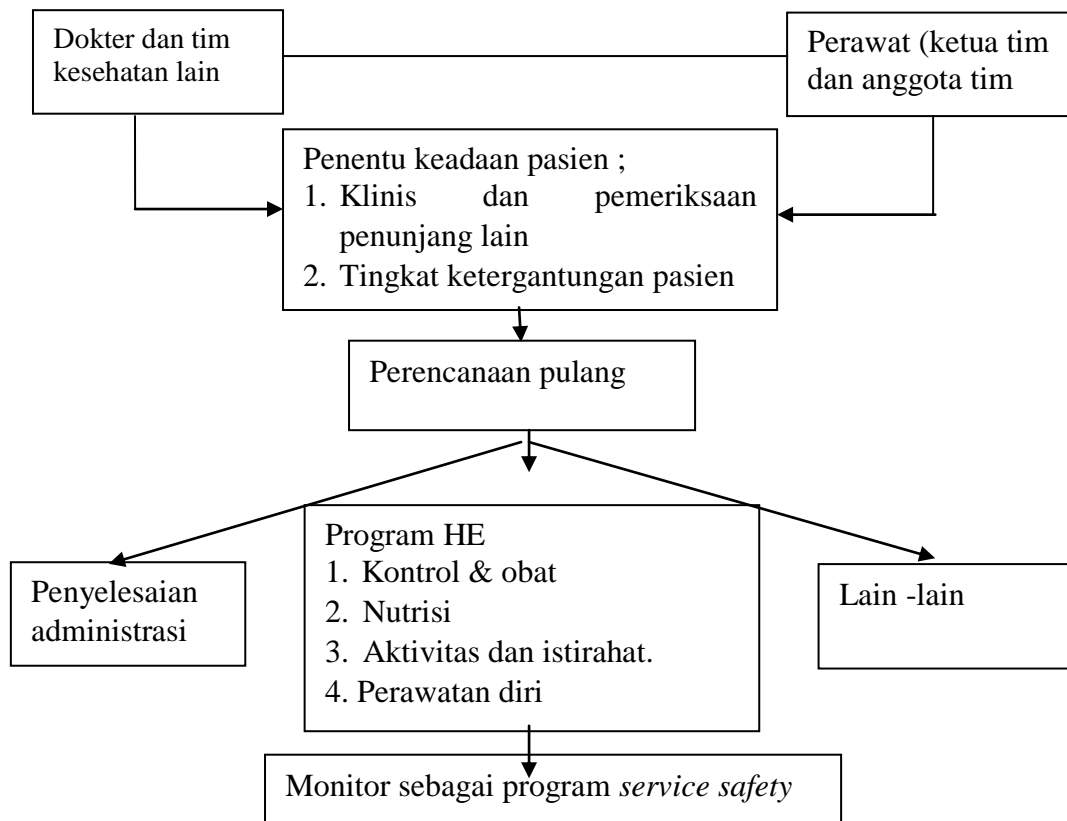 Dokter dan tim
kesehatan lain
Perawat (ketua tim
dan anggota tim
Penentu keadaan pasien ;
1. Klinis dan pemeriksaan
penunjang lain
2. Tingkat ketergantungan pasien
Perencanaan pulang
Penyelesaian
administrasi
Program HE
1. Kontrol & obat
2. Nutrisi
3. Aktivitas dan istirahat.
4. Perawatan diri
Lain -lain
Monitor sebagai program service safety